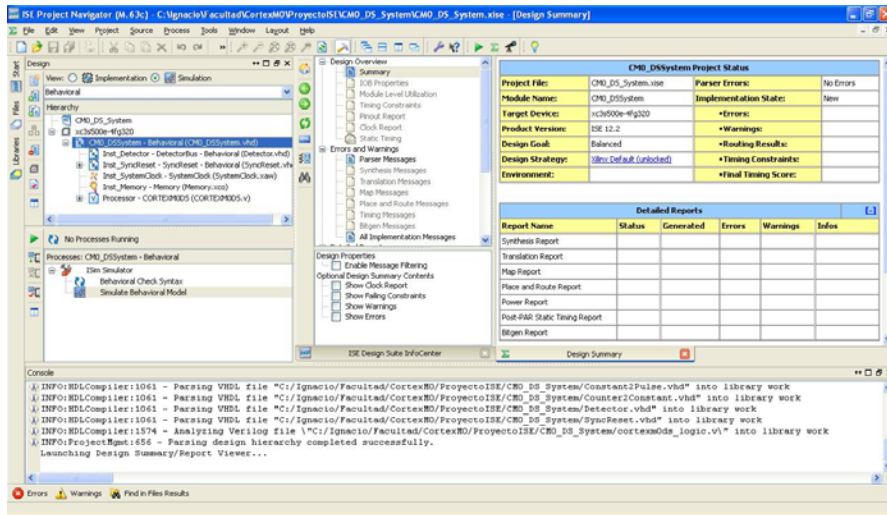 ISE Project Navigator (M.63c) - C:\Ignacio\Facultad\CortexM0\ProyectoISE\CM0_DS_System\CM0_DS_System.xise - [Design Summary]
File Edit View Project Source Process Tools Window Layout Help
Start
Design
Files
Libraries
View: Implementation Simulation
Behavioral
Hierarchy
CM0_DS_System
xc3s500e-4fg320
CM0_DSSystem - Behavioral (CM0_DSSystem.vhd)
Inst_Detector - DetectorBus - Behavioral (Detector.vhd)
Inst_SyncReset - SyncReset - Behavioral (SyncReset.vh
Inst_SystemClock - SystemClock (SystemClock.xaw)
Inst_Memory - Memory (Memory.xco)
Processor - CORTEXM0DS (CORTEXM0DS.v)
No Processes Running
Processes: CM0_DSSystem - Behavioral
ISim Simulator
Behavioral Check Syntax
Simulate Behavioral Model
Design Overview
Summary
IOB Properties
Module Level Utilization
Timing Constraints
Pinout Report
Clock Report
Static Timing
Errors and Warnings
Parser Messages
Synthesis Messages
Translation Messages
Map Messages
Place and Route Messages
Timing Messages
Bitgen Messages
All Implementation Messages
Design Properties
Enable Message Filtering
Optional Design Summary Contents
Show Clock Report
Show Failing Constraints
Show Warnings
Show Errors
CM0_DSSystem Project Status
Project File: CM0_DS_System.xise Parser Errors: No Errors
Module Name: CM0_DSSystem Implementation State: New
Target Device: xc3s500e-4fg320 •Errors:
Product Version: ISE 12.2 •Warnings:
Design Goal: Balanced •Routing Results:
Design Strategy: Xilinx Default (unlocked) •Timing Constraints:
Environment: •Final Timing Score:
Detailed Reports [-]
Report Name Status Generated Errors Warnings Infos
Synthesis Report
Translation Report
Map Report
Place and Route Report
Power Report
Post-PAR Static Timing Report
Bitgen Report
ISE Design Suite InfoCenter Design Summary
Console
INFO:HDLCompiler:1061 - Parsing VHDL file "C:/Ignacio/Facultad/CortexM0/ProyectoISE/CM0_DS_System/Constant2Pulse.vhd" into library work
INFO:HDLCompiler:1061 - Parsing VHDL file "C:/Ignacio/Facultad/CortexM0/ProyectoISE/CM0_DS_System/Counter2Constant.vhd" into library work
INFO:HDLCompiler:1061 - Parsing VHDL file "C:/Ignacio/Facultad/CortexM0/ProyectoISE/CM0_DS_System/Detector.vhd" into library work
INFO:HDLCompiler:1061 - Parsing VHDL file "C:/Ignacio/Facultad/CortexM0/ProyectoISE/CM0_DS_System/SyncReset.vhd" into library work
INFO:HDLCompiler:1574 - Analyzing Verilog file \"C:/Ignacio/Facultad/CortexM0/ProyectoISE/CM0_DS_System/cortexm0ds_logic.v\" into library work
INFO:ProjectMgmt:656 - Parsing design hierarchy completed successfully.
Launching Design Summary/Report Viewer...
Errors Warnings Find in Files Results